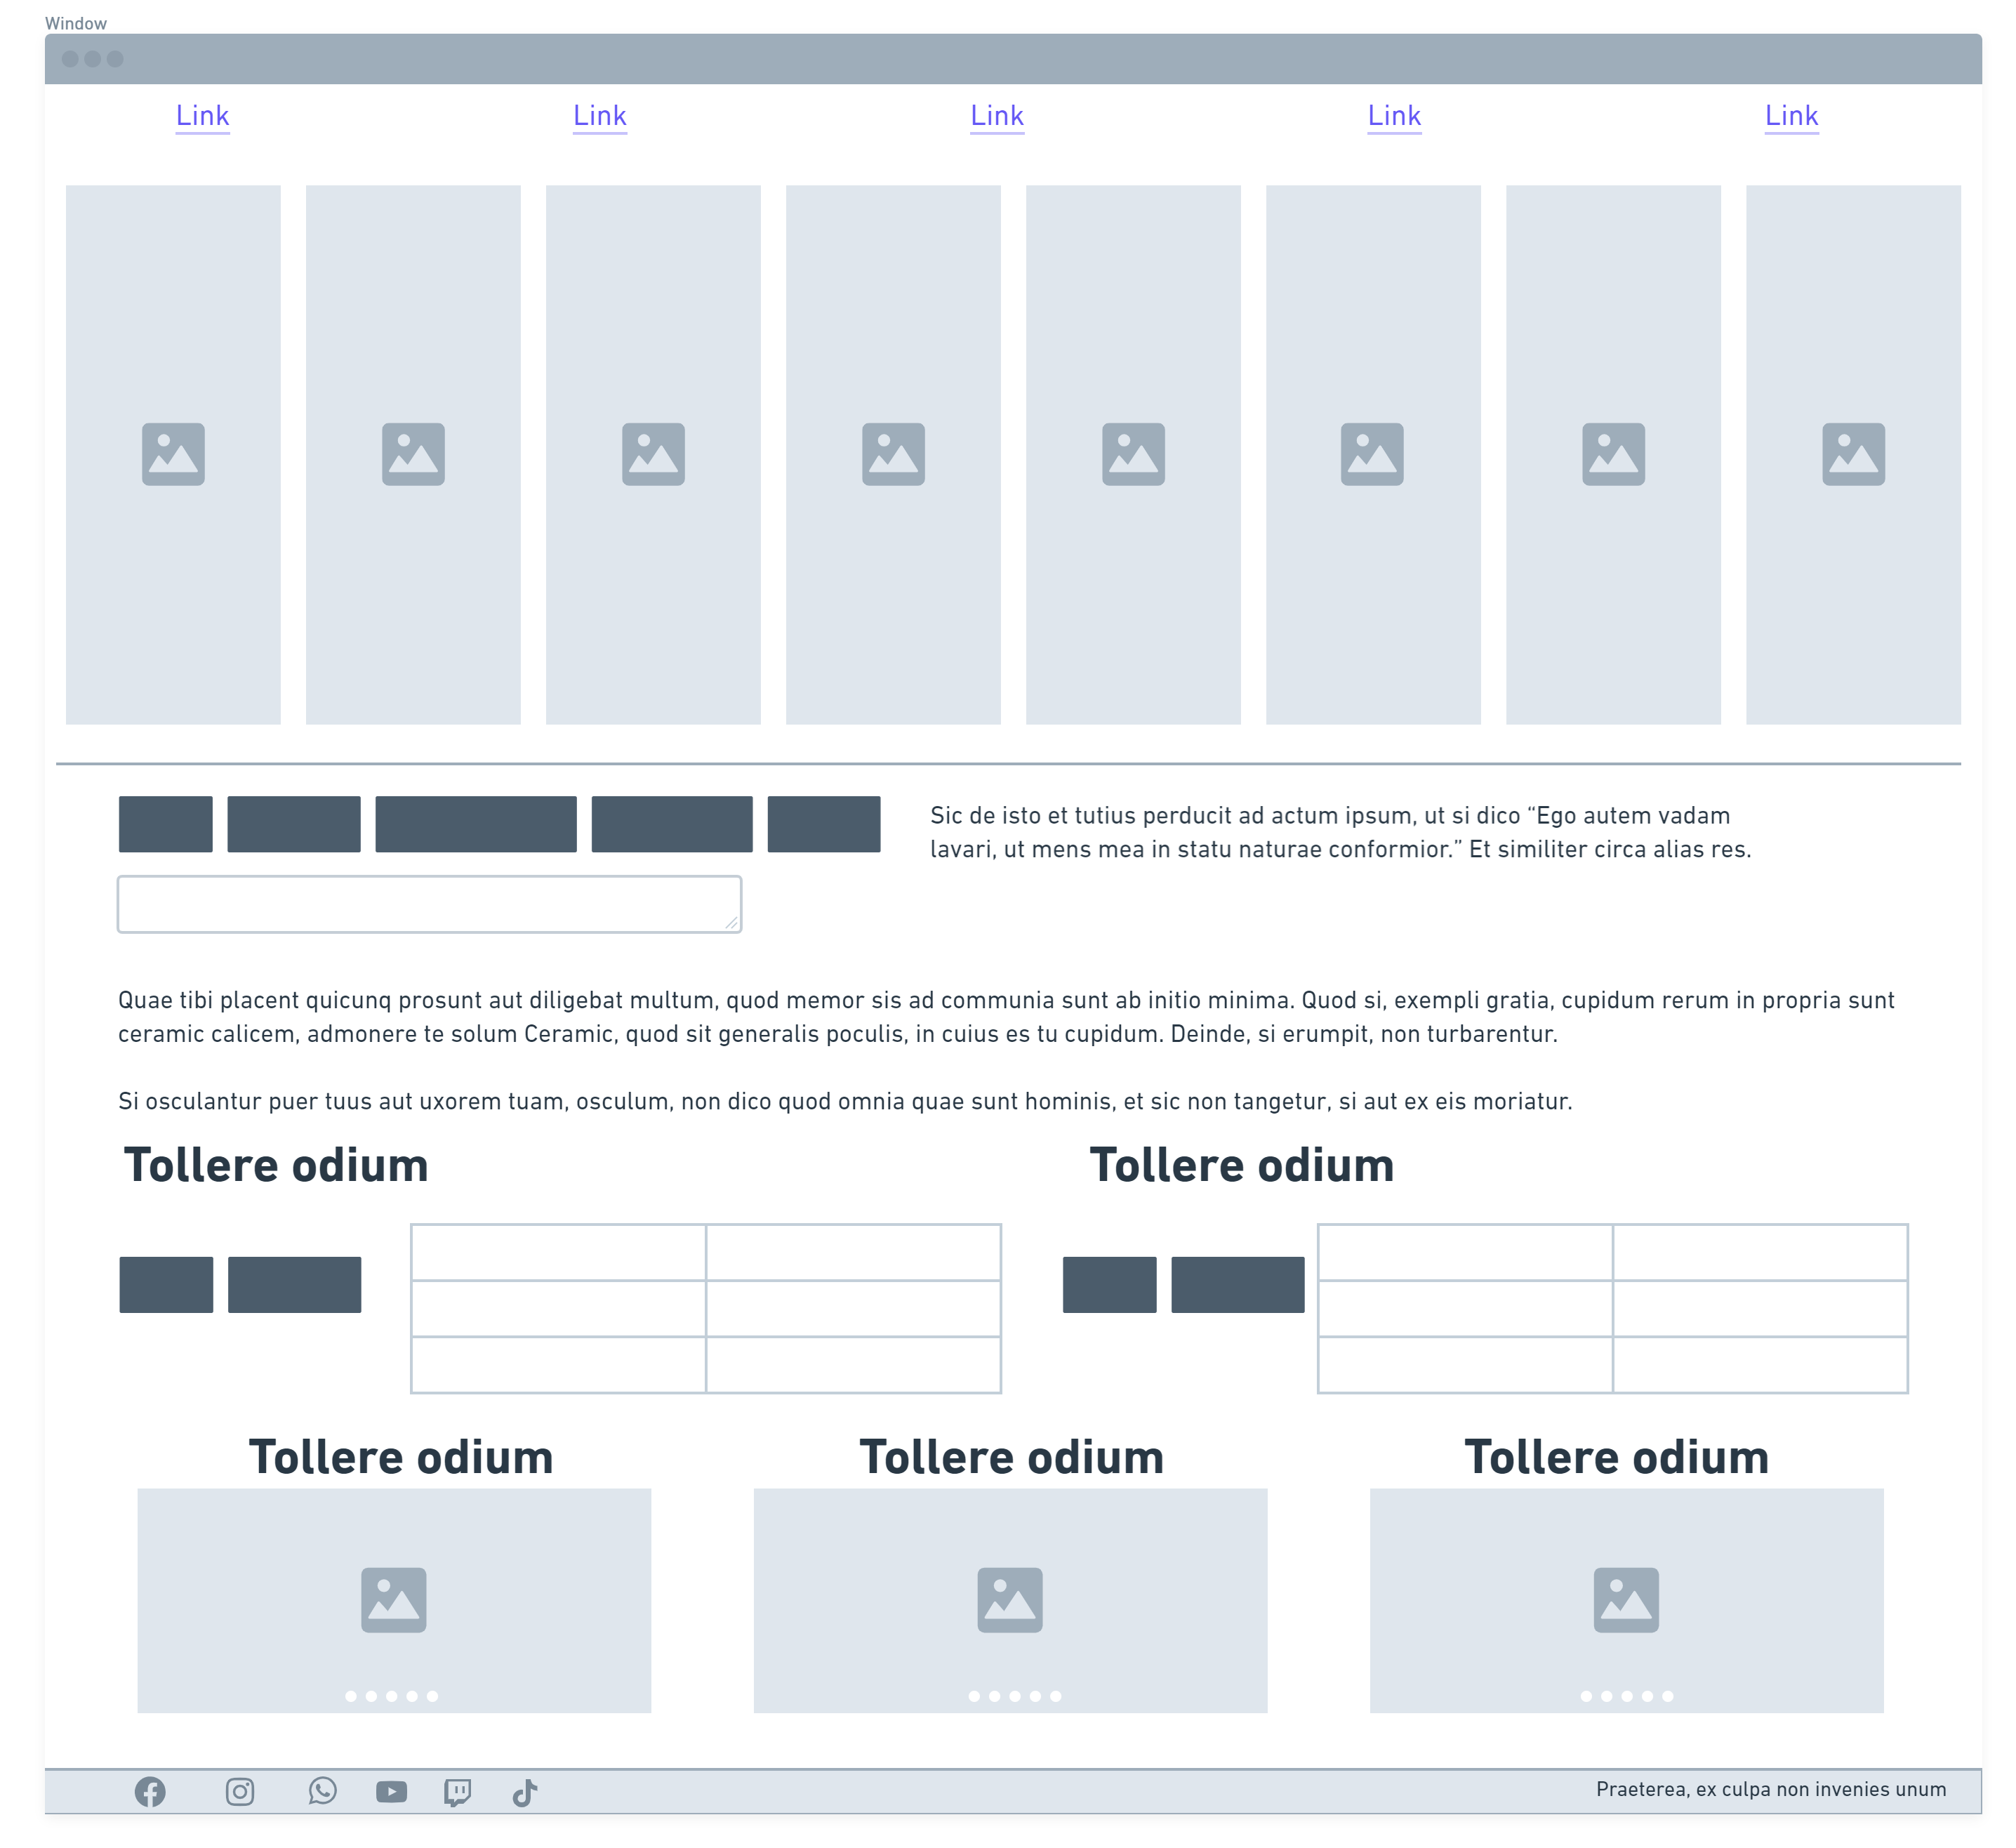 Window
Link Link Link Link Link
Sic de isto et tutius perducit ad actum ipsum, ut si dico “Ego autem vadam
lavari, ut mens mea in statu naturae conformior.” Et similiter circa alias res.
Quae tibi placent quicunq prosunt aut diligebat multum, quod memor sis ad communia sunt ab initio minima. Quod si, exempli gratia, cupidum rerum in propria sunt
ceramic calicem, admonere te solum Ceramic, quod sit generalis poculis, in cuius es tu cupidum. Deinde, si erumpit, non turbarentur.
Si osculantur puer tuus aut uxorem tuam, osculum, non dico quod omnia quae sunt hominis, et sic non tangetur, si aut ex eis moriatur.
Tollere odium Tollere odium
Tollere odium Tollere odium Tollere odium
Praeterea, ex culpa non invenies unum